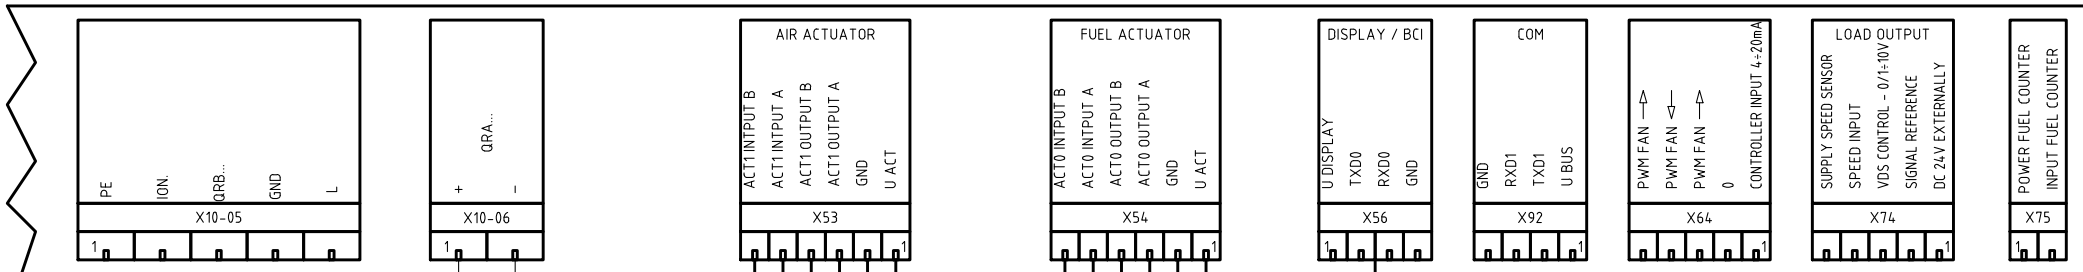 PE
ION.
QRB...
GND
L
X10-05
1
QRA...
+
-
X10-06
1
AIR ACTUATOR
ACT1 INTPUT B
ACT1 INTPUT A
ACT1 OUTPUT B
ACT1 OUTPUT A
GND
U ACT
X53
1
FUEL ACTUATOR
ACT0 INTPUT B
ACT0 INTPUT A
ACT0 OUTPUT B
ACT0 OUTPUT A
GND
U ACT
X54
1
DISPLAY / BCI
U DISPLAY
TXD0
RXD0
GND
X56
1
COM
GND
RXD1
TXD1
U BUS
X92
1
PWM FAN →
PWM FAN ←
PWM FAN →
0
CONTROLLER INPUT 4÷20mA
X64
1
LOAD OUTPUT
SUPPLY SPEED SENSOR
SPEED INPUT
VDS CONTROL - 0/1÷10V
SIGNAL REFERENCE
DC 24V EXTERNALLY
X74
1
POWER FUEL COUNTER
INPUT FUEL COUNTER
X75
1